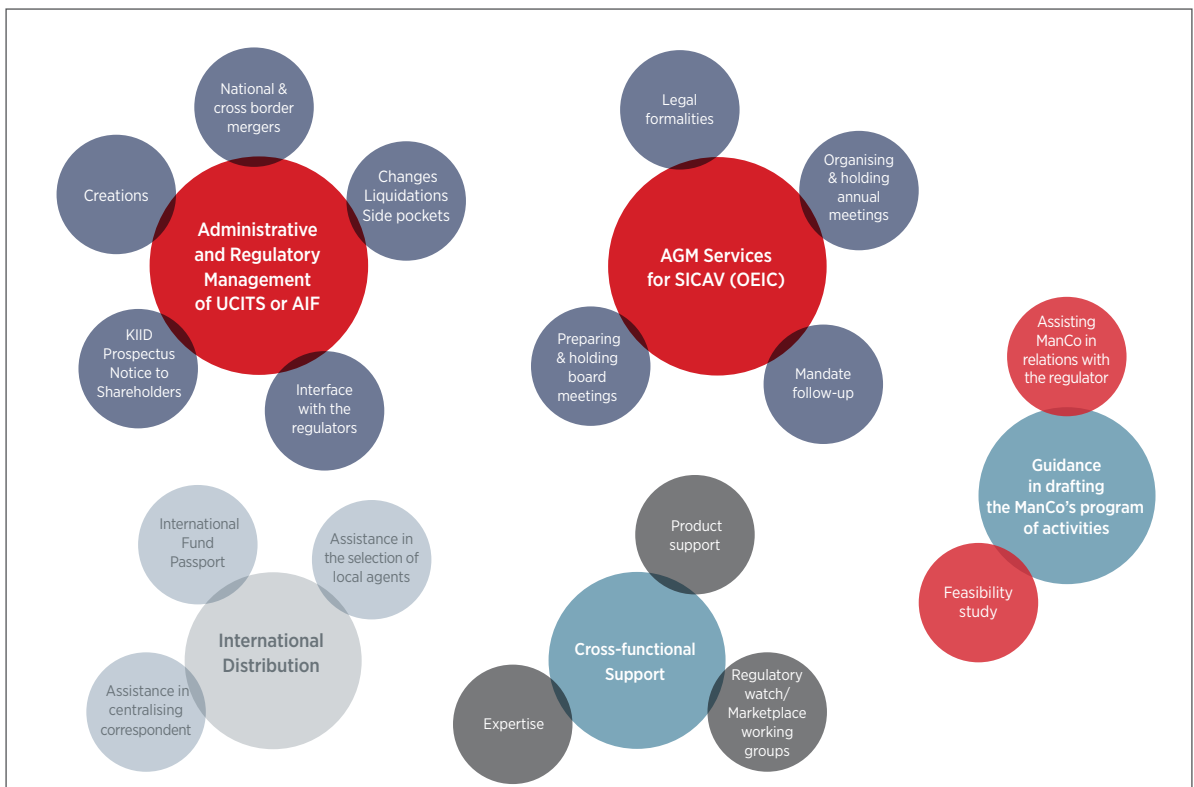 National &
cross border
mergers
Creations
Changes
Liquidations
Side pockets
Administrative
and Regulatory
Management
of UCITS or AIF
KIID
Prospectus
Notice to
Shareholders
Interface
with the
regulators
Legal
formalities
Organising
& holding
annual
meetings
AGM Services
for SICAV (OEIC)
Preparing
& holding
board
meetings
Mandate
follow-up
Assisting
ManCo in
relations with
the regulator
Guidance
in drafting
the ManCo’s program
of activities
Feasibility
study
International
Fund
Passport
Assistance in
the selection of
local agents
International
Distribution
Assistance in
centralising
correspondent
Product
support
Cross-functional
Support
Expertise
Regulatory
watch/
Marketplace
working
groups